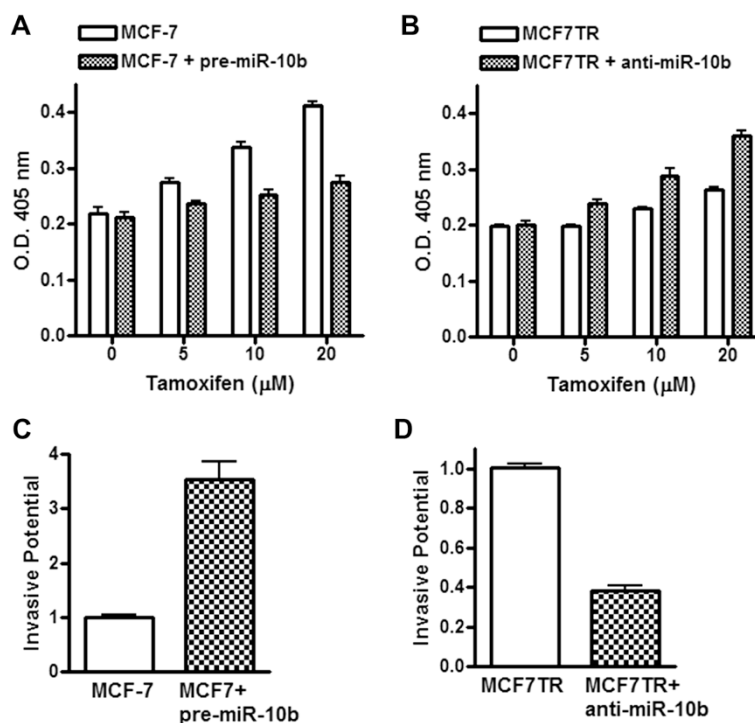 A
MCF-7
MCF-7 + pre-miR-10b
O.D. 405 nm
0.4
0.3
0.2
0.1
0.0
0 5 10 20
Tamoxifen (μM)
B
MCF7TR
MCF7TR + anti-miR-10b
O.D. 405 nm
0.4
0.3
0.2
0.1
0.0
0 5 10 20
Tamoxifen (μM)
C
Invasive Potential
4
3
2
1
0
MCF-7
MCF7+
pre-miR-10b
D
Invasive Potential
1.0
0.8
0.6
0.4
0.2
0.0
MCF7TR
MCF7TR+
anti-miR-10b